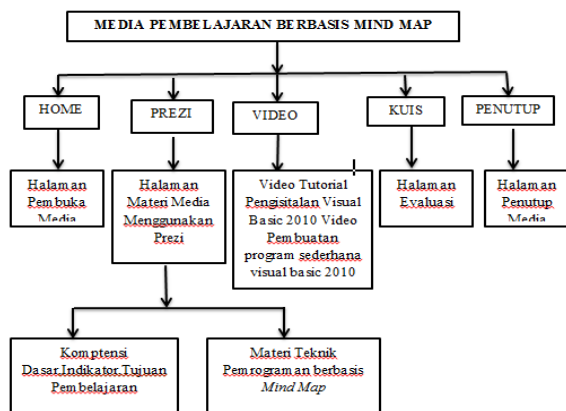 MEDIA PEMBELAJARAN BERBASIS MIND MAP
HOME
PREZI
VIDEO
KUIS
PENUTUP
Halaman
Pembuka
Media
Halaman
Materi Media
Menggunakan
Prezi
Video Tutorial
Pengisitalan Visual
Basic 2010 Video
Pembuatan
program sederhana
visual basic 2010
Halaman
Evaluasi
Halaman
Penutup
Media
Komptensi
Dasar,Indikator,Tujuan
Pembelajaran
Materi Teknik
Pemrograman berbasis
Mind Map